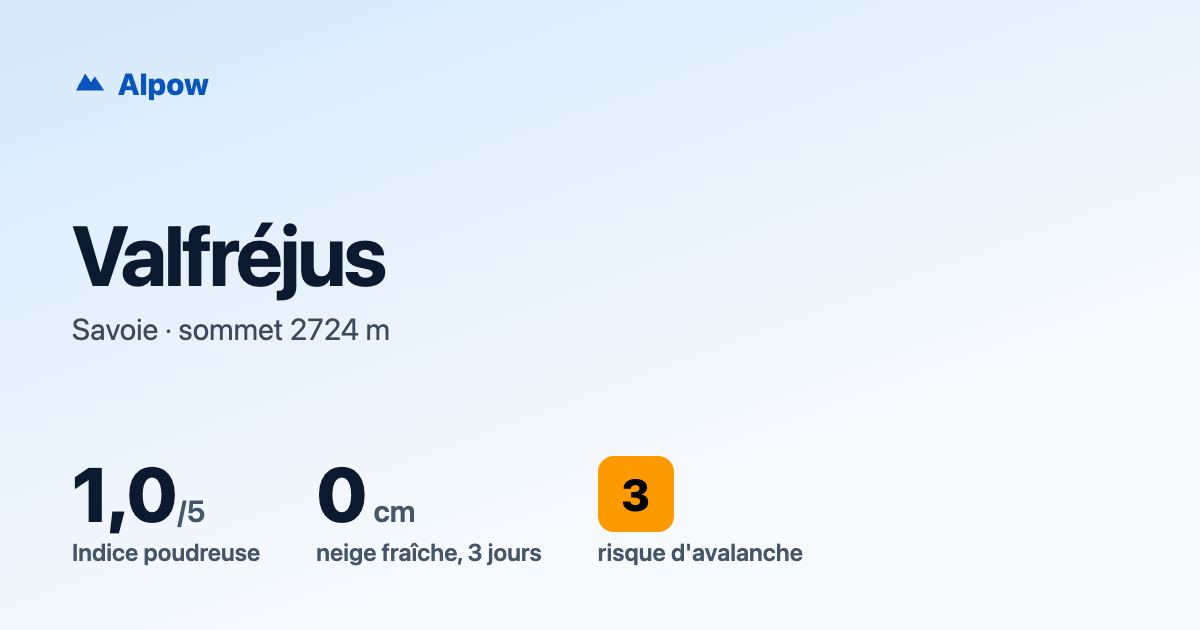 Alpow
Valfréjus
Savoie · sommet 2724 m
1,0/5
Indice poudreuse
0 cm
neige fraîche, 3 jours
3
risque d'avalanche